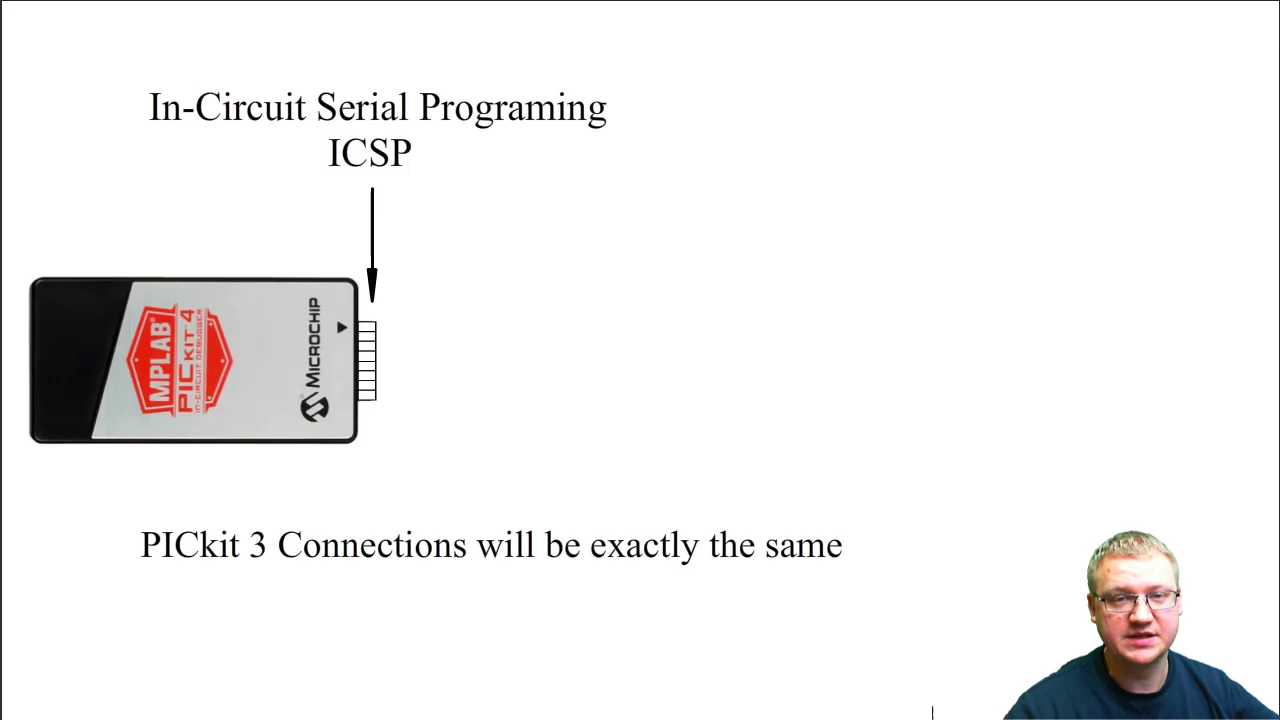 In-Circuit Serial Programing
ICSP
MPLAB
PICKIT 4
IN-CIRCUIT DEBUGGER
MICROCHIP
PICkit 3 Connections will be exactly the same